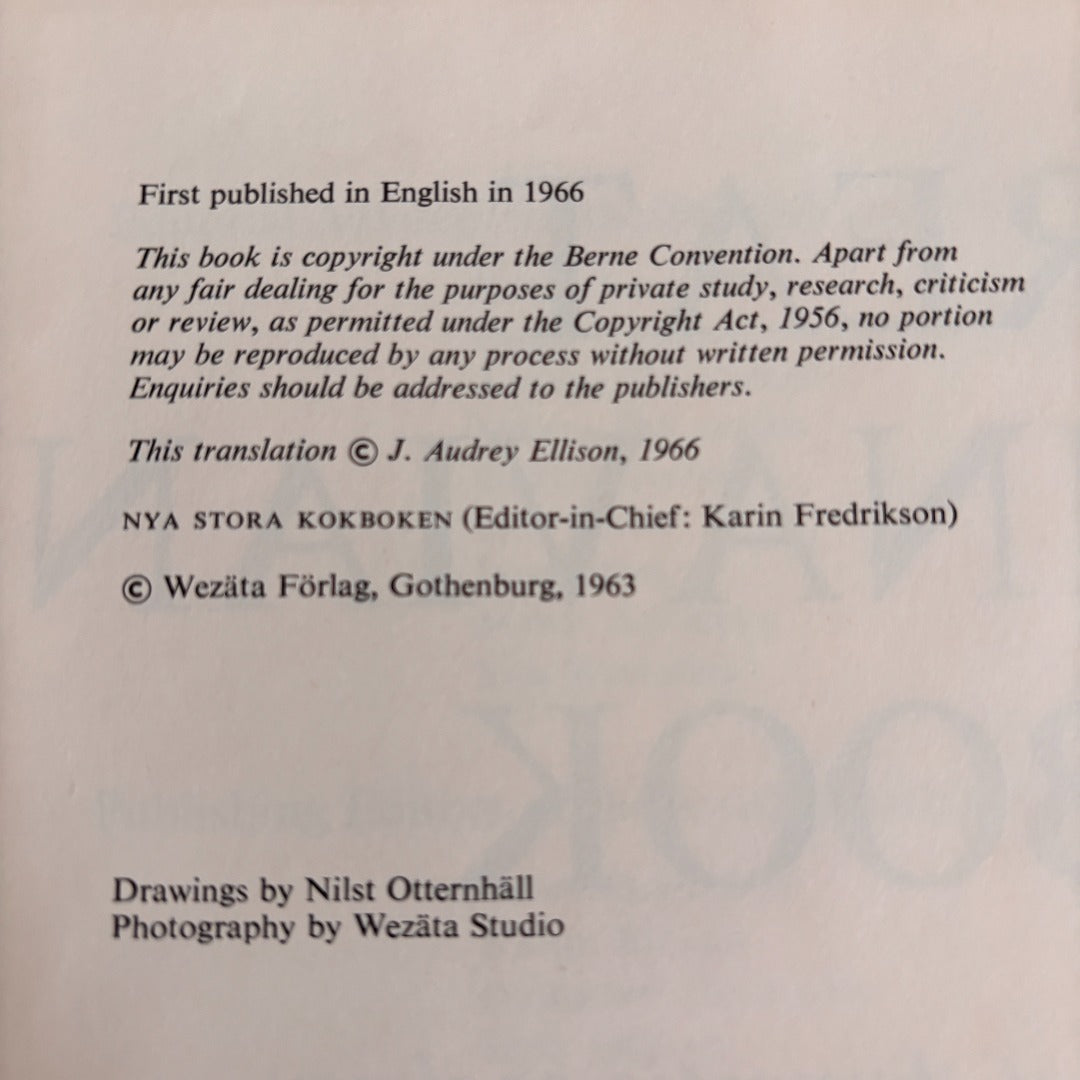 First published in English in 1966
This book is copyright under the Berne Convention. Apart from
any fair dealing for the purposes of private study, research, criticism
or review, as permitted under the Copyright Act, 1956, no portion
may be reproduced by any process without written permission.
Enquiries should be addressed to the publishers.
This translation © J. Audrey Ellison, 1966
NYA STORA KOKBOKEN (Editor-in-Chief: Karin Fredrikson)
© Wezäta Förlag, Gothenburg, 1963
Drawings by Nilst Otternhäll
Photography by Wezäta Studio